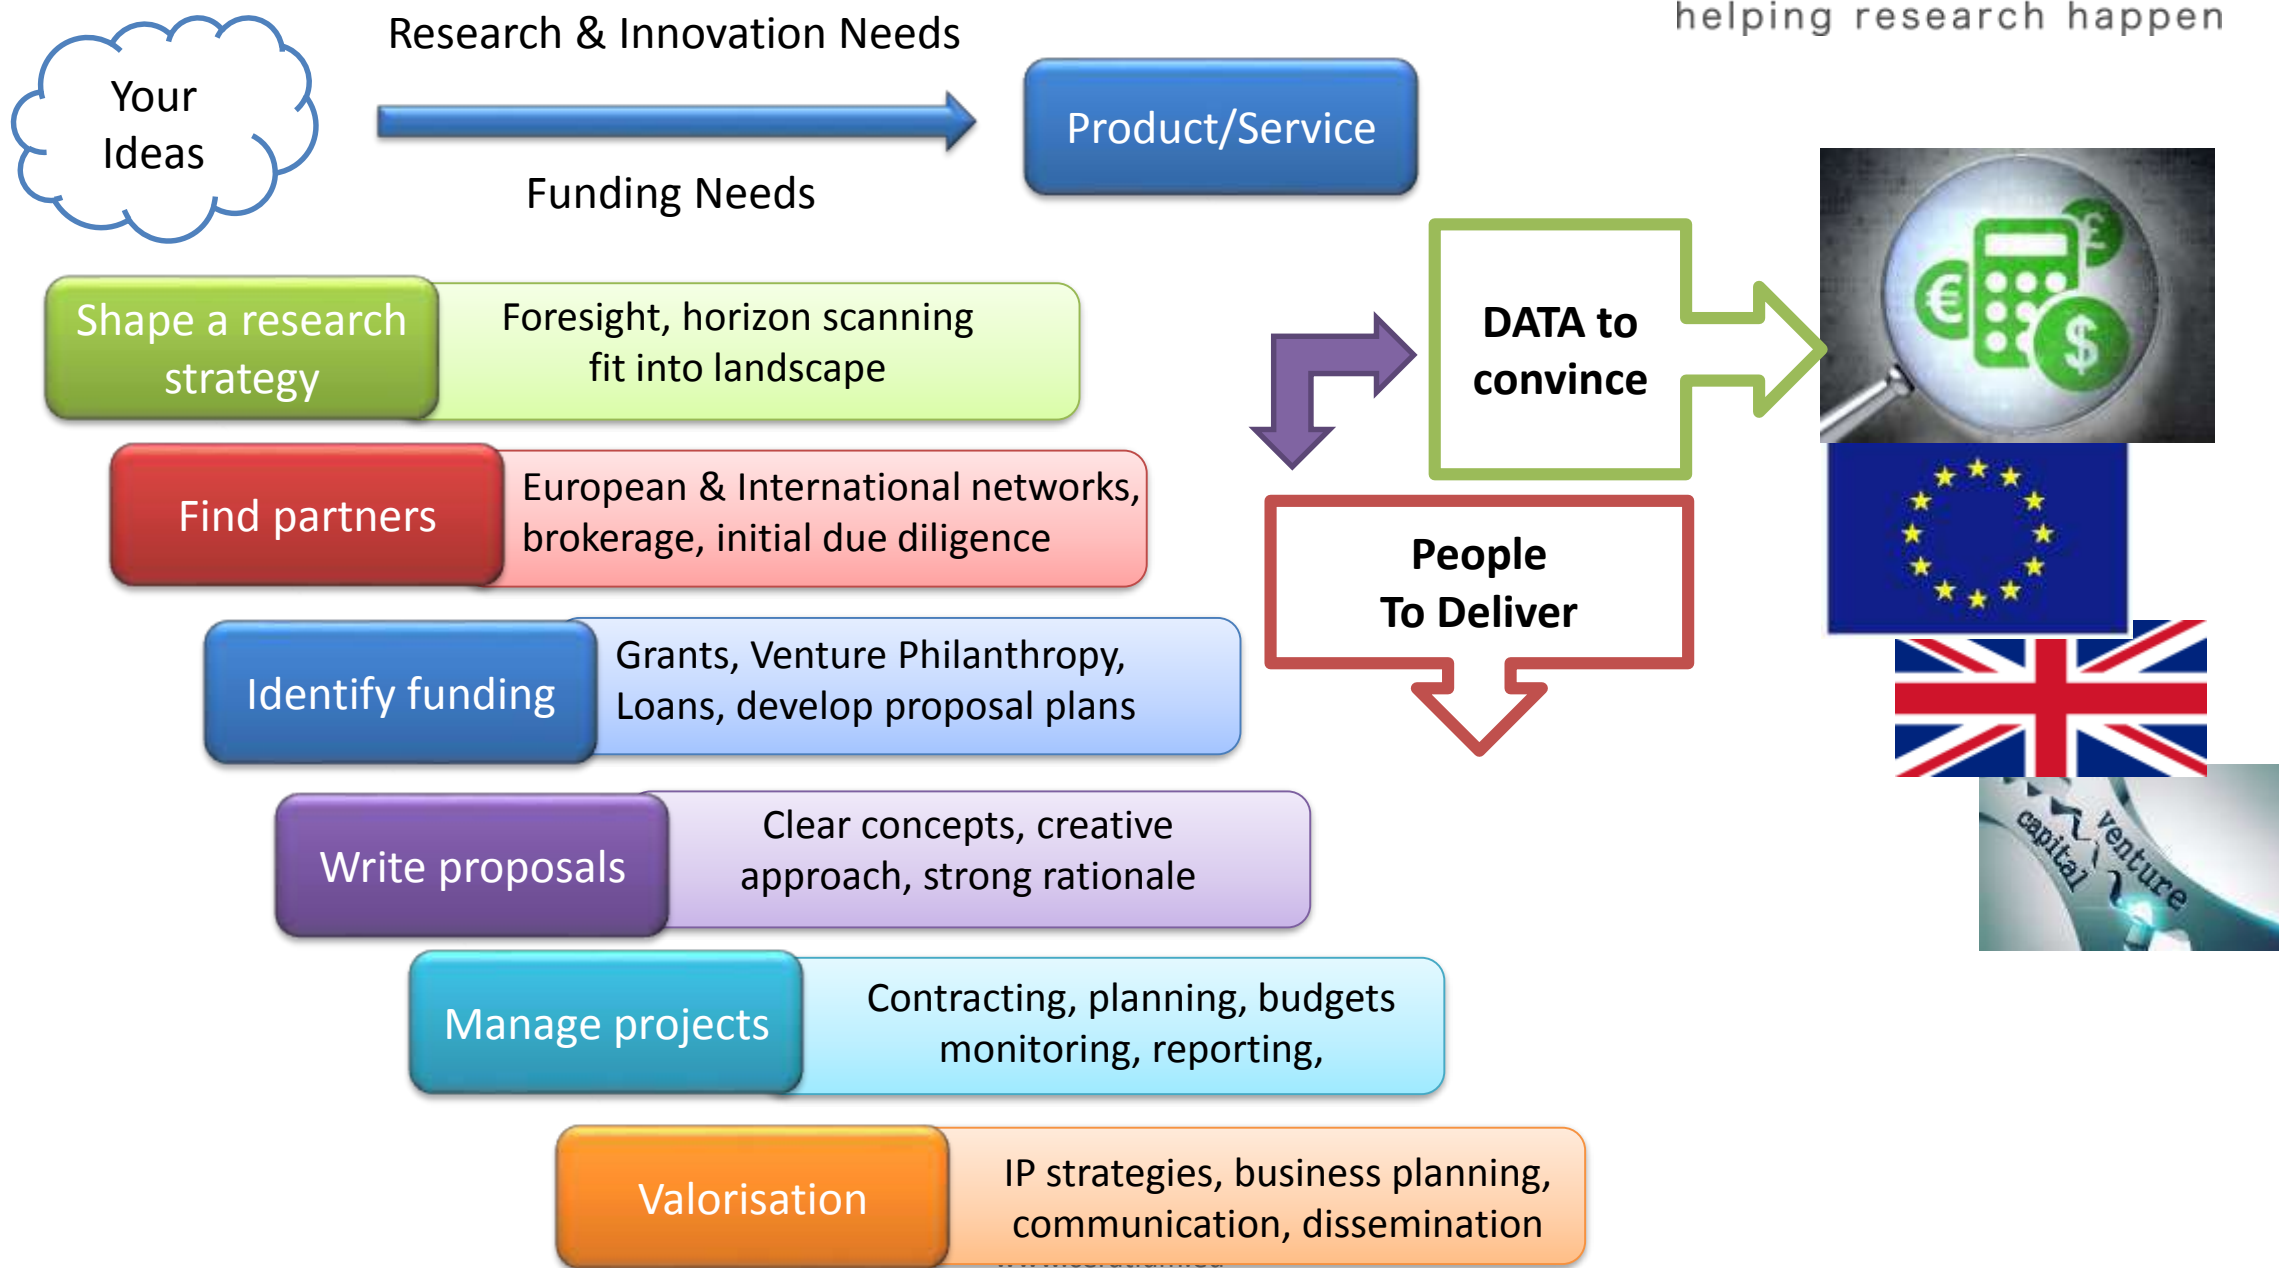 helping research happen
Research & Innovation Needs
Your
Ideas
Product/Service
Funding Needs
Shape a research
strategy
Foresight, horizon scanning
fit into landscape
DATA to
convince
€
£
$
Find partners
European & International networks,
brokerage, initial due diligence
People
To Deliver
Identify funding
Grants, Venture Philanthropy,
Loans, develop proposal plans
Write proposals
Clear concepts, creative
approach, strong rationale
capital
venture
Manage projects
Contracting, planning, budgets
monitoring, reporting,
Valorisation
IP strategies, business planning,
communication, dissemination